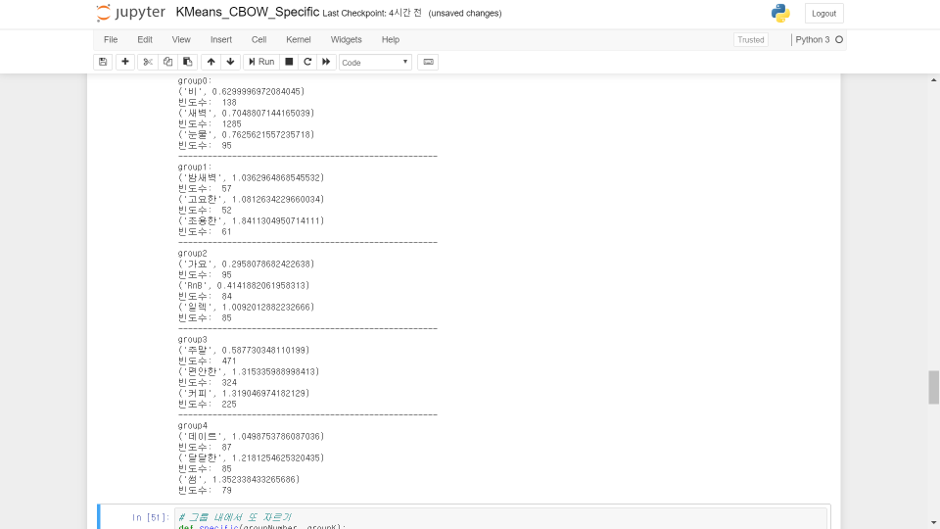 jupyter KMeans_CBOW_Specific Last Checkpoint: 4시간 전 (unsaved changes)
Logout
File Edit View Insert Cell Kernel Widgets Help
Trusted Python 3
Run Code
group0:
('비', 0.6299996972084045)
빈도수: 138
('새벽', 0.7048807144165039)
빈도수: 1285
('눈물', 0.7625621557235718)
빈도수: 95
------------------------------------------------------
group1:
('밤새벽', 1.0362964868545532)
빈도수: 57
('고요한', 1.0812634229660034)
빈도수: 52
('조용한', 1.8411304950714111)
빈도수: 61
------------------------------------------------------
group2
('가요', 0.2958078682422638)
빈도수: 95
('RnB', 0.4141882061958313)
빈도수: 84
('일렉', 1.0092012882232666)
빈도수: 85
------------------------------------------------------
group3
('주말', 0.587730348110199)
빈도수: 471
('편안한', 1.315335988998413)
빈도수: 324
('커피', 1.319046974182129)
빈도수: 225
------------------------------------------------------
group4
('데이트', 1.0498753786087036)
빈도수: 87
('달달한', 1.2181254625320435)
빈도수: 85
('썸', 1.352338433265686)
빈도수: 79
In [51]: # 그룹 내에서 또 자르기
def specific(groupNumber, groupK):